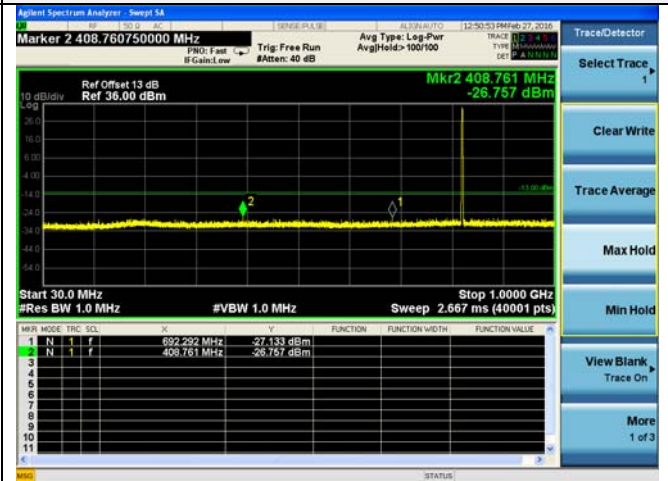 Agilent Spectrum Analyzer - Swept SA
RF 50 Ω AC SENSE:PULSE ALIGN AUTO 12:50:53 PM Feb 27, 2016
Marker 2 408.760750000 MHz
PNO: Fast
IFGain:Low
Trig: Free Run
#Atten: 40 dB
Avg Type: Log-Pwr
Avg|Hold:> 100/100
TRACE 1 2 3 4 5 6
TYPE
DET P A N N N N
Ref Offset 13 dB
10 dB/div Ref 36.00 dBm
Log
Mkr2 408.761 MHz
-26.757 dBm
26.0
16.0
6.00
-4.00
-14.0
-24.0
-34.0
-44.0
-54.0
-13.00 dBm
2
1
Start 30.0 MHz Stop 1.0000 GHz
#Res BW 1.0 MHz #VBW 1.0 MHz Sweep 2.667 ms (40001 pts)
MKR MODE TRC SCL X Y FUNCTION FUNCTION WIDTH FUNCTION VALUE
1 N 1 f 692.292 MHz -27.133 dBm
2 N 1 f 408.761 MHz -26.757 dBm
3
4
5
6
7
8
9
10
11
MSG STATUS
Trace/Detector
Select Trace
1
Clear Write
Trace Average
Max Hold
Min Hold
View Blank
Trace On
More
1 of 3